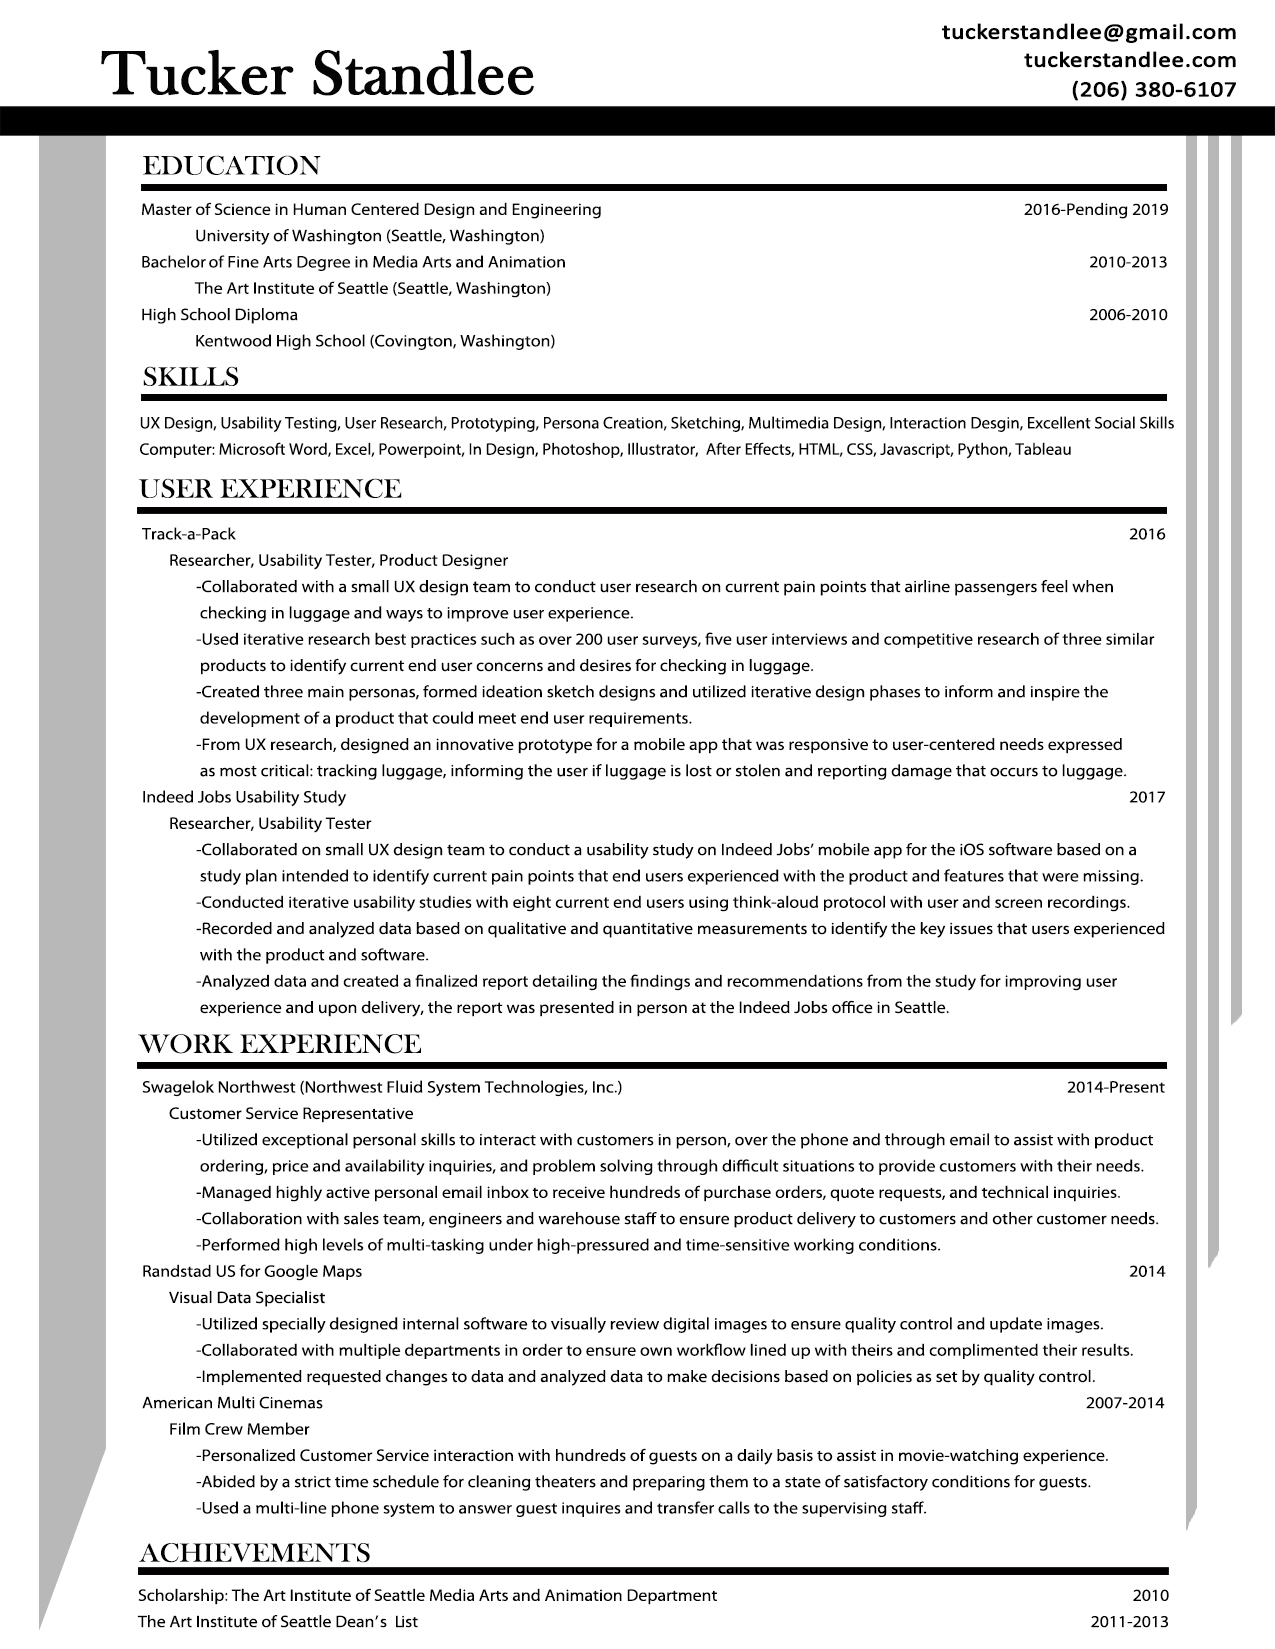 tuckerstandlee@gmail.com
tuckerstandlee.com
Tucker Standlee
(206) 380-6107
EDUCATION
Master of Science in Human Centered Design and Engineering 2016-Pending 2019
University of Washington (Seattle, Washington)
Bachelor of Fine Arts Degree in Media Arts and Animation 2010-2013
The Art Institute of Seattle (Seattle, Washington)
High School Diploma 2006-2010
Kentwood High School (Covington, Washington)
SKILLS
UX Design, Usability Testing, User Research, Prototyping, Persona Creation, Sketching, Multimedia Design, Interaction Desgin, Excellent Social Skills
Computer: Microsoft Word, Excel, Powerpoint, In Design, Photoshop, Illustrator, After Effects, HTML, CSS, Javascript, Python, Tableau
USER EXPERIENCE
Track-a-Pack 2016
Researcher, Usability Tester, Product Designer
-Collaborated with a small UX design team to conduct user research on current pain points that airline passengers feel when
checking in luggage and ways to improve user experience.
-Used iterative research best practices such as over 200 user surveys, five user interviews and competitive research of three similar
products to identify current end user concerns and desires for checking in luggage.
-Created three main personas, formed ideation sketch designs and utilized iterative design phases to inform and inspire the
development of a product that could meet end user requirements.
-From UX research, designed an innovative prototype for a mobile app that was responsive to user-centered needs expressed
as most critical: tracking luggage, informing the user if luggage is lost or stolen and reporting damage that occurs to luggage.
Indeed Jobs Usability Study 2017
Researcher, Usability Tester
-Collaborated on small UX design team to conduct a usability study on Indeed Jobs’ mobile app for the iOS software based on a
study plan intended to identify current pain points that end users experienced with the product and features that were missing.
-Conducted iterative usability studies with eight current end users using think-aloud protocol with user and screen recordings.
-Recorded and analyzed data based on qualitative and quantitative measurements to identify the key issues that users experienced
with the product and software.
-Analyzed data and created a finalized report detailing the findings and recommendations from the study for improving user
experience and upon delivery, the report was presented in person at the Indeed Jobs office in Seattle.
WORK EXPERIENCE
Swagelok Northwest (Northwest Fluid System Technologies, Inc.) 2014-Present
Customer Service Representative
-Utilized exceptional personal skills to interact with customers in person, over the phone and through email to assist with product
ordering, price and availability inquiries, and problem solving through difficult situations to provide customers with their needs.
-Managed highly active personal email inbox to receive hundreds of purchase orders, quote requests, and technical inquiries.
-Collaboration with sales team, engineers and warehouse staff to ensure product delivery to customers and other customer needs.
-Performed high levels of multi-tasking under high-pressured and time-sensitive working conditions.
Randstad US for Google Maps 2014
Visual Data Specialist
-Utilized specially designed internal software to visually review digital images to ensure quality control and update images.
-Collaborated with multiple departments in order to ensure own workflow lined up with theirs and complimented their results.
-Implemented requested changes to data and analyzed data to make decisions based on policies as set by quality control.
American Multi Cinemas 2007-2014
Film Crew Member
-Personalized Customer Service interaction with hundreds of guests on a daily basis to assist in movie-watching experience.
-Abided by a strict time schedule for cleaning theaters and preparing them to a state of satisfactory conditions for guests.
-Used a multi-line phone system to answer guest inquires and transfer calls to the supervising staff.
ACHIEVEMENTS
Scholarship: The Art Institute of Seattle Media Arts and Animation Department 2010
The Art Institute of Seattle Dean’s List 2011-2013